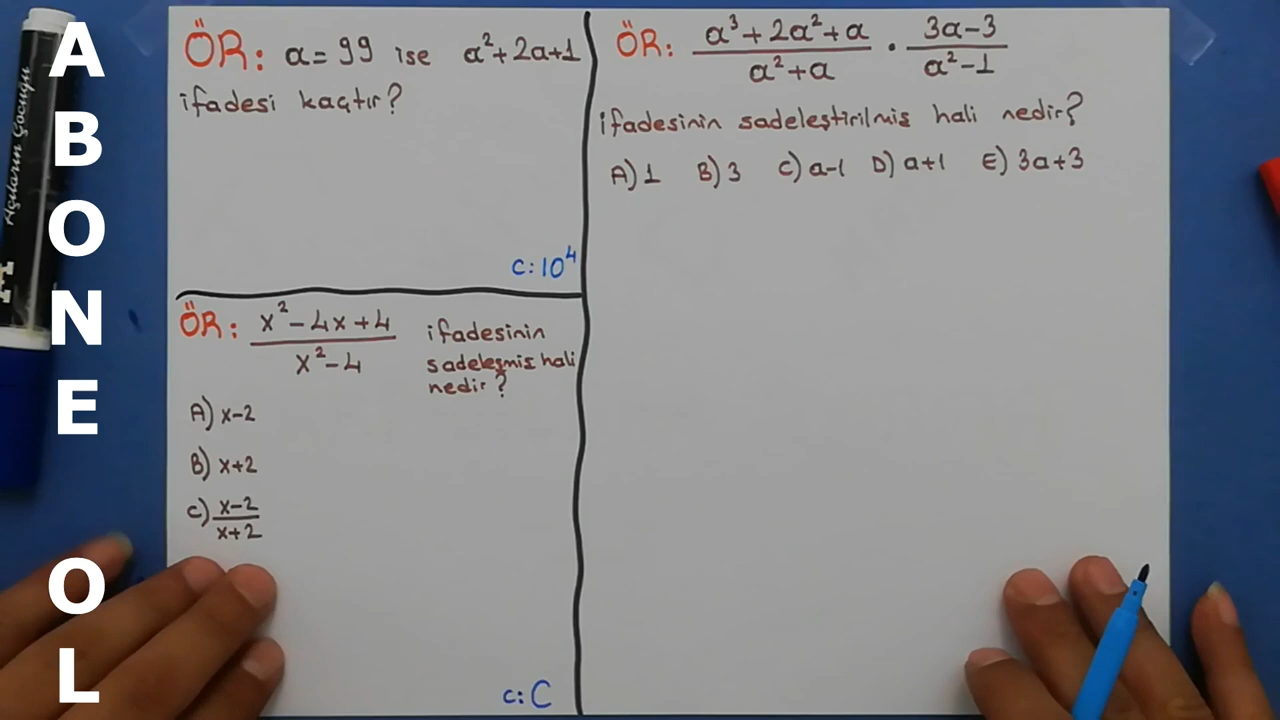 A
B
O
N
E
O
L
Açıların Çocuğu
ÖR: a=99 ise a²+2a+1
ifadesi kaçtır?
c:10⁴
ÖR: x²-4x+4 / x²-4 ifadesinin
sadeleşmiş hali
nedir?
A) x-2
B) x+2
C) x-2 / x+2
c: C
ÖR: a³+2a²+a / a²+a · 3a-3 / a²-1
ifadesinin sadeleştirilmiş hali nedir?
A) 1 B) 3 C) a-1 D) a+1 E) 3a+3